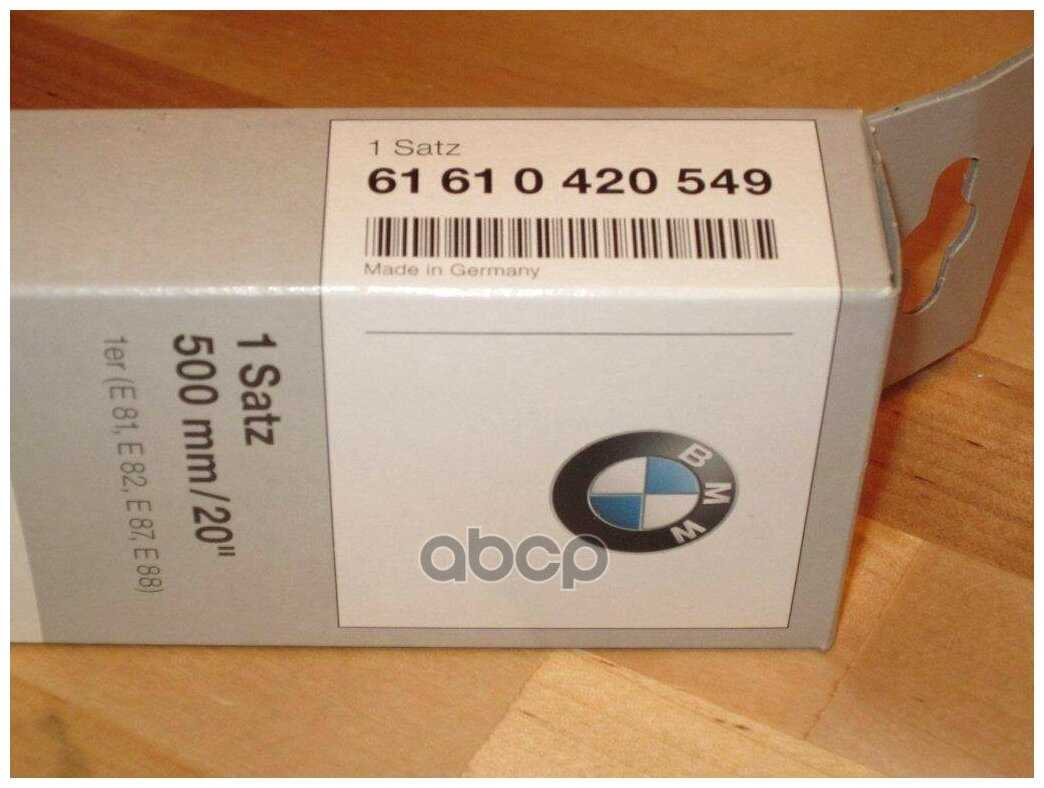 1 Satz
61 61 0 420 549
Made in Germany
1 Satz
500 mm/20"
1er (E 81, E 82, E 87, E 88)
BMW
abcp